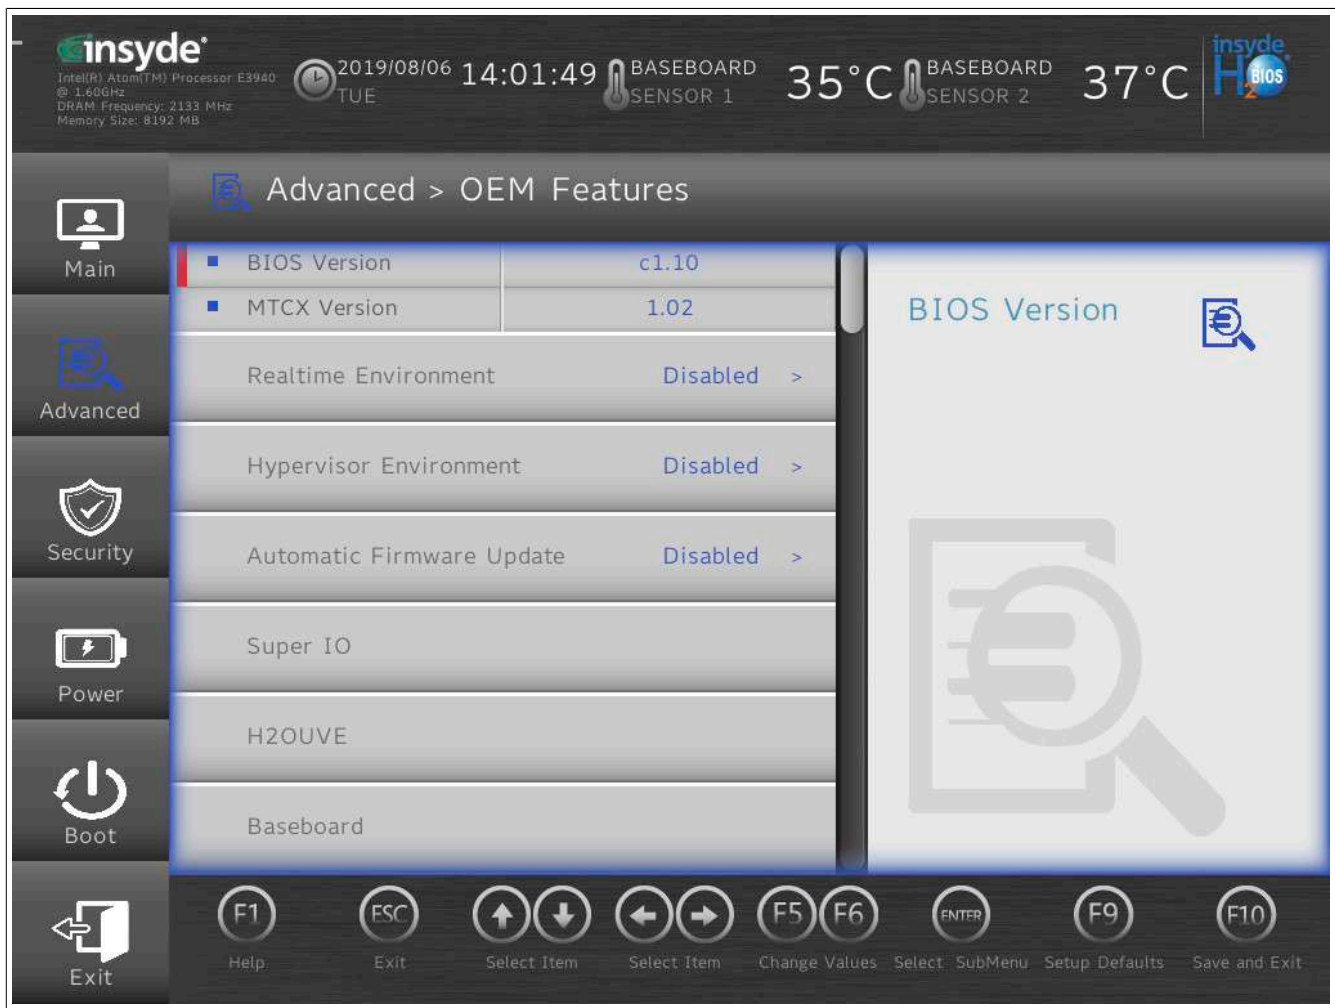 insyde
Intel(R) Atom(TM) Processor E3940
@ 1.60GHz
DRAM Frequency: 2133 MHz
Memory Size: 8192 MB
2019/08/06
TUE
14:01:49
BASEBOARD
SENSOR 1
35°C
BASEBOARD
SENSOR 2
37°C
insyde
H2O
BIOS
Advanced > OEM Features
Main
Advanced
Security
Power
Boot
Exit
BIOS Version c1.10
MTCX Version 1.02
Realtime Environment Disabled >
Hypervisor Environment Disabled >
Automatic Firmware Update Disabled >
Super IO
H2OUVE
Baseboard
BIOS Version
F1
Help
ESC
Exit
Select Item
Select Item
F5 F6
Change Values
ENTER
Select SubMenu
F9
Setup Defaults
F10
Save and Exit